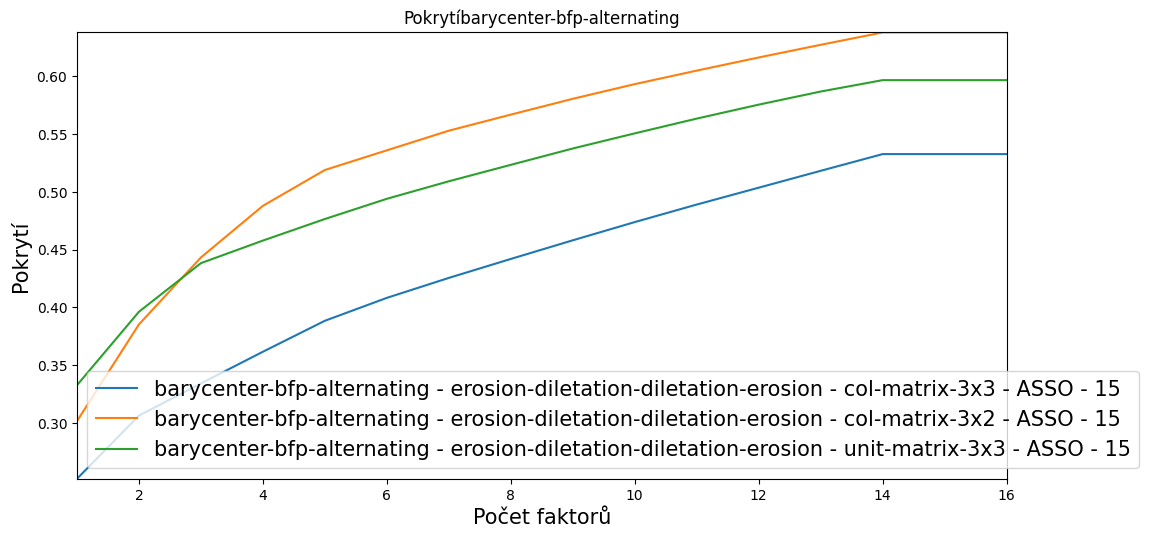 Pokrytíbarycenter-bfp-alternating
0.60
0.55
0.50
0.45
0.40
0.35
0.30
Pokrytí
barycenter-bfp-alternating - erosion-diletation-diletation-erosion - col-matrix-3x3 - ASSO - 15
barycenter-bfp-alternating - erosion-diletation-diletation-erosion - col-matrix-3x2 - ASSO - 15
barycenter-bfp-alternating - erosion-diletation-diletation-erosion - unit-matrix-3x3 - ASSO - 15
2 4 6 8 10 12 14 16
Počet faktorů